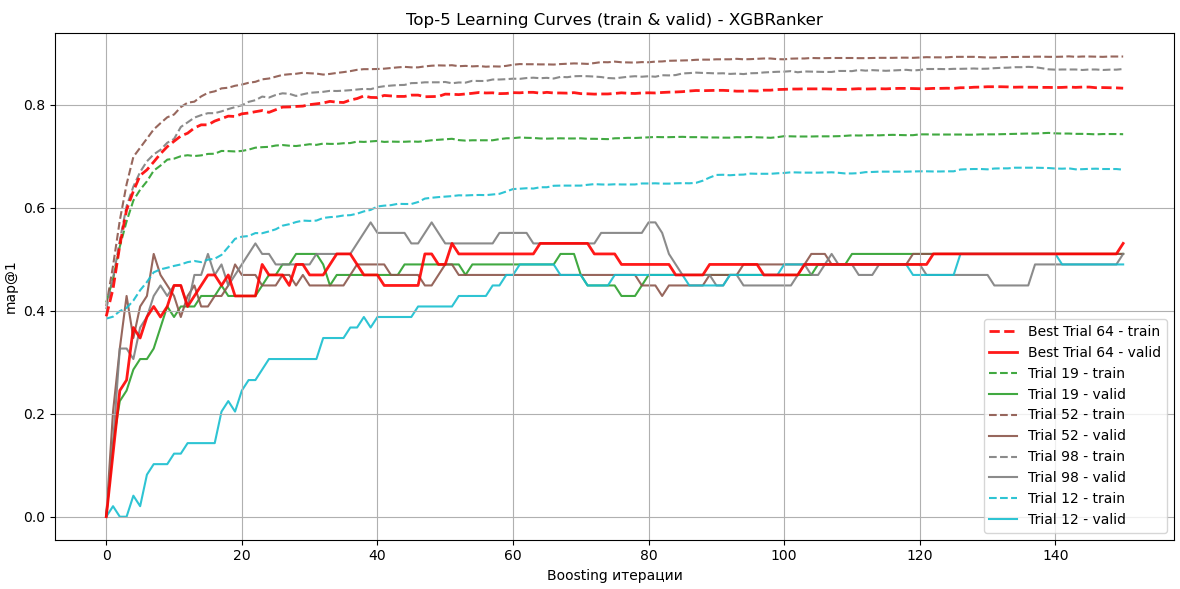 Top-5 Learning Curves (train & valid) - XGBRanker
map@1
0.8
0.6
0.4
0.2
0.0
0 20 40 60 80 100 120 140
Boosting итерации
Best Trial 64 - train
Best Trial 64 - valid
Trial 19 - train
Trial 19 - valid
Trial 52 - train
Trial 52 - valid
Trial 98 - train
Trial 98 - valid
Trial 12 - train
Trial 12 - valid